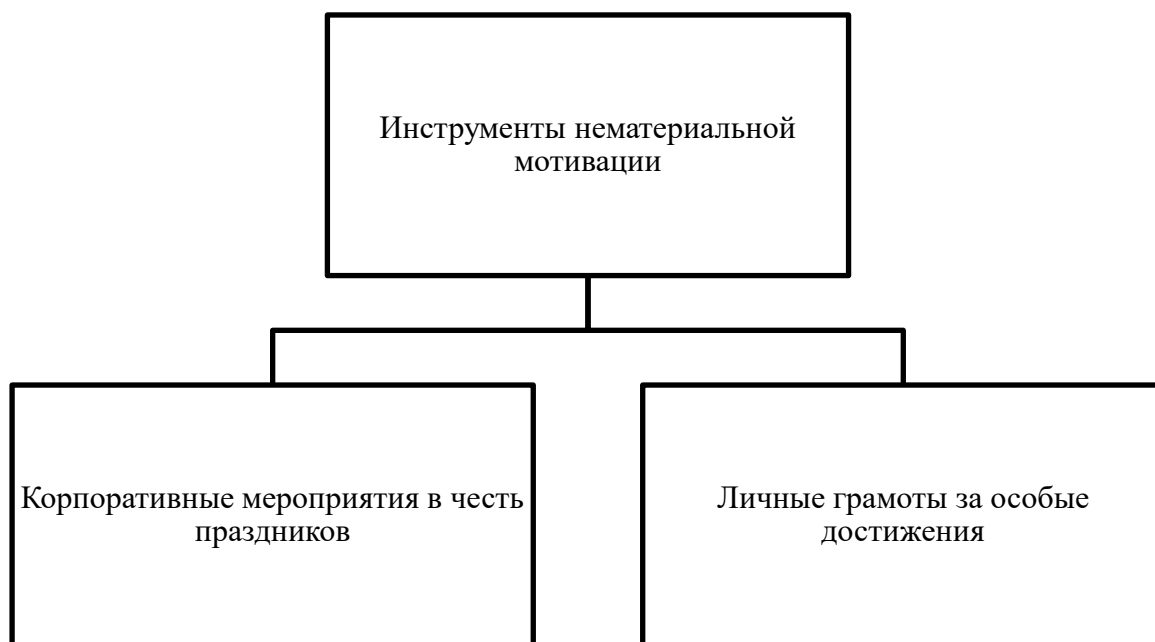 Инструменты нематериальной
мотивации
Корпоративные мероприятия в честь
праздников
Личные грамоты за особые
достижения